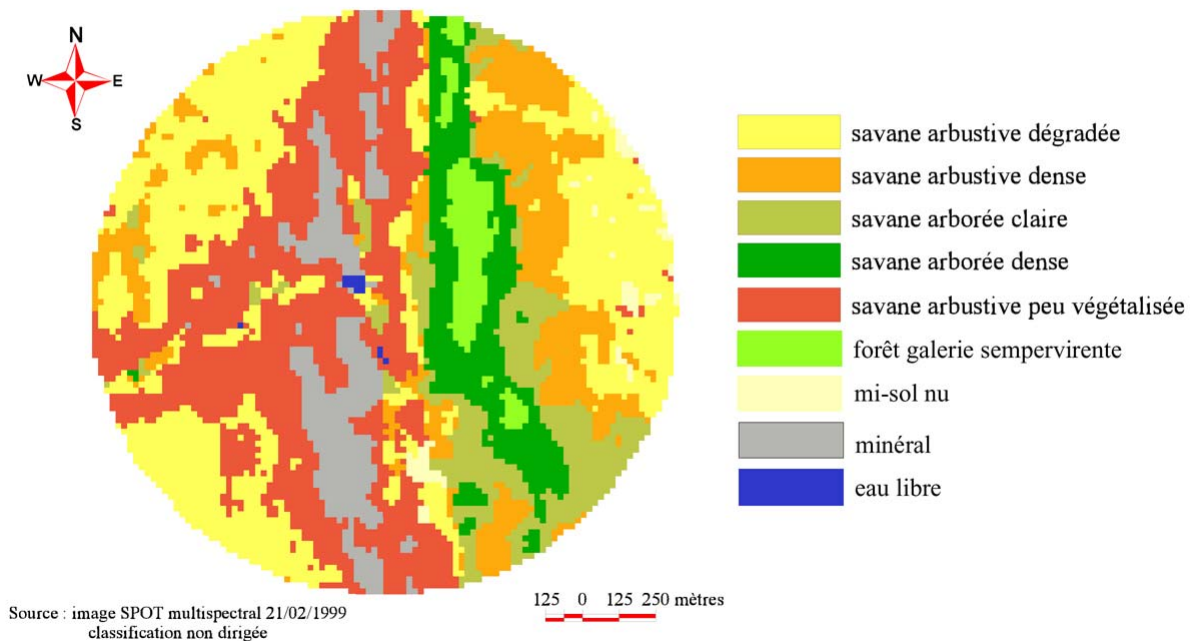 N
W E
S
savane arbustive dégradée
savane arbustive dense
savane arborée claire
savane arborée dense
savane arbustive peu végétalisée
forêt galerie sempervirente
mi-sol nu
minéral
eau libre
125 0 125 250 mètres
Source : image SPOT multispectral 21/02/1999
classification non dirigée